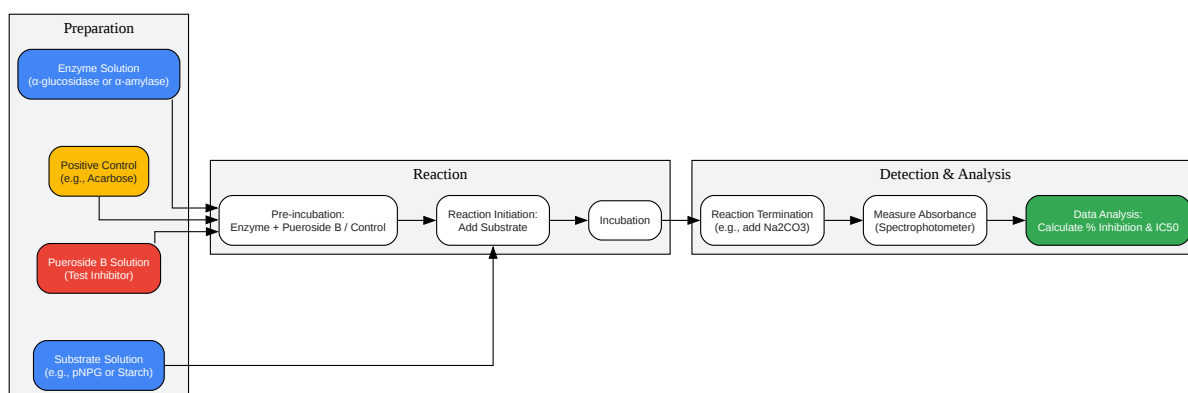 Preparation
Enzyme Solution
(α-glucosidase or α-amylase)
Positive Control
(e.g., Acarbose)
Pueroside B Solution
(Test Inhibitor)
Substrate Solution
(e.g., pNPG or Starch)
Reaction
Pre-incubation:
Enzyme + Pueroside B / Control
Reaction Initiation:
Add Substrate
Incubation
Detection & Analysis
Reaction Termination
(e.g., add Na2CO3)
Measure Absorbance
(Spectrophotometer)
Data Analysis:
Calculate % Inhibition & IC50